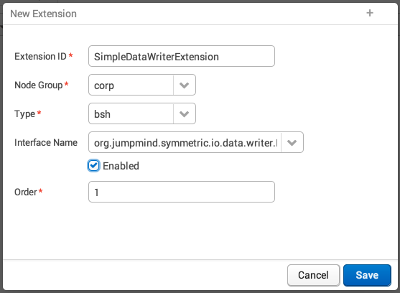 New Extension +
Extension ID * SimpleDataWriterExtension
Node Group * corp
Type * bsh
Interface Name org.jumpmind.symmetric.io.data.writer.
Enabled
Order * 1
Cancel Save